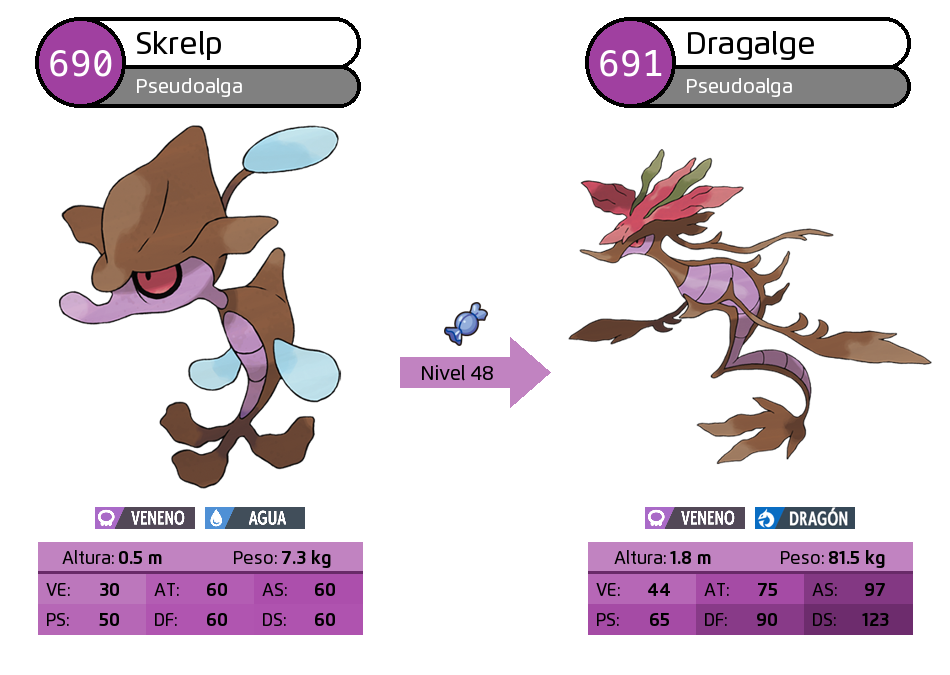 690 Skrelp
Pseudoalga
691 Dragalge
Pseudoalga
Nivel 48
VENENO AGUA
VENENO DRAGÓN
Altura: 0.5 m Peso: 7.3 kg
VE: 30 AT: 60 AS: 60
PS: 50 DF: 60 DS: 60
Altura: 1.8 m Peso: 81.5 kg
VE: 44 AT: 75 AS: 97
PS: 65 DF: 90 DS: 123